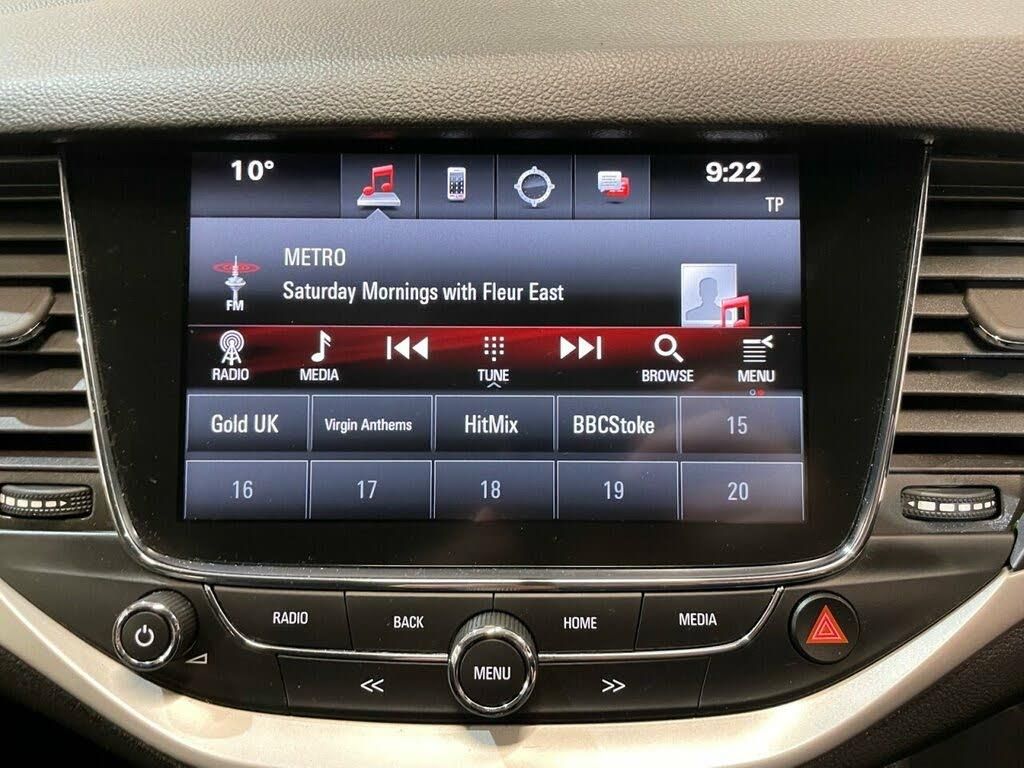 10°
9:22
TP
METRO
Saturday Mornings with Fleur East
FM
RADIO MEDIA TUNE BROWSE MENU
Gold UK Virgin Anthems HitMix BBCStoke 15
16 17 18 19 20
RADIO BACK HOME MEDIA
MENU